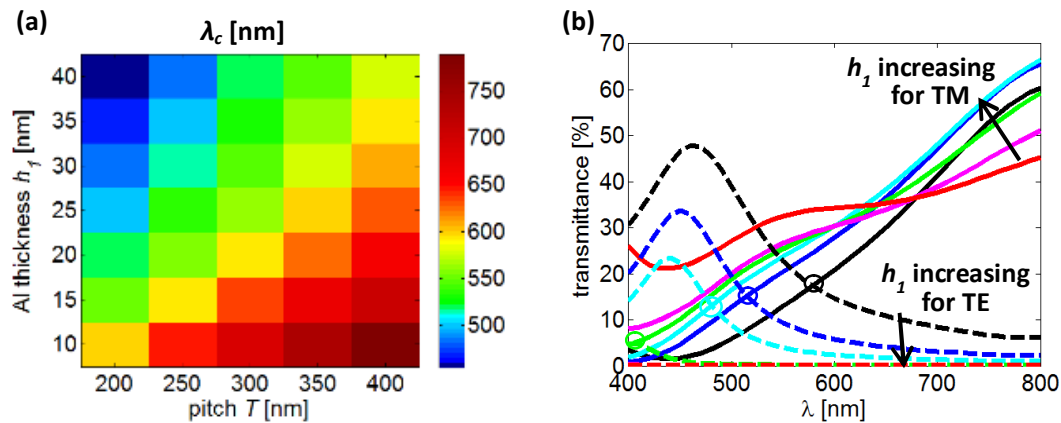 (a)
λc [nm]
Al thickness h1 [nm]
40
35
30
25
20
15
10
200 250 300 350 400
pitch T [nm]
750
700
650
600
550
500
(b)
transmittance [%]
70
60
50
40
30
20
10
0
400 500 600 700 800
λ [nm]
h1 increasing
for TM
h1 increasing
for TE